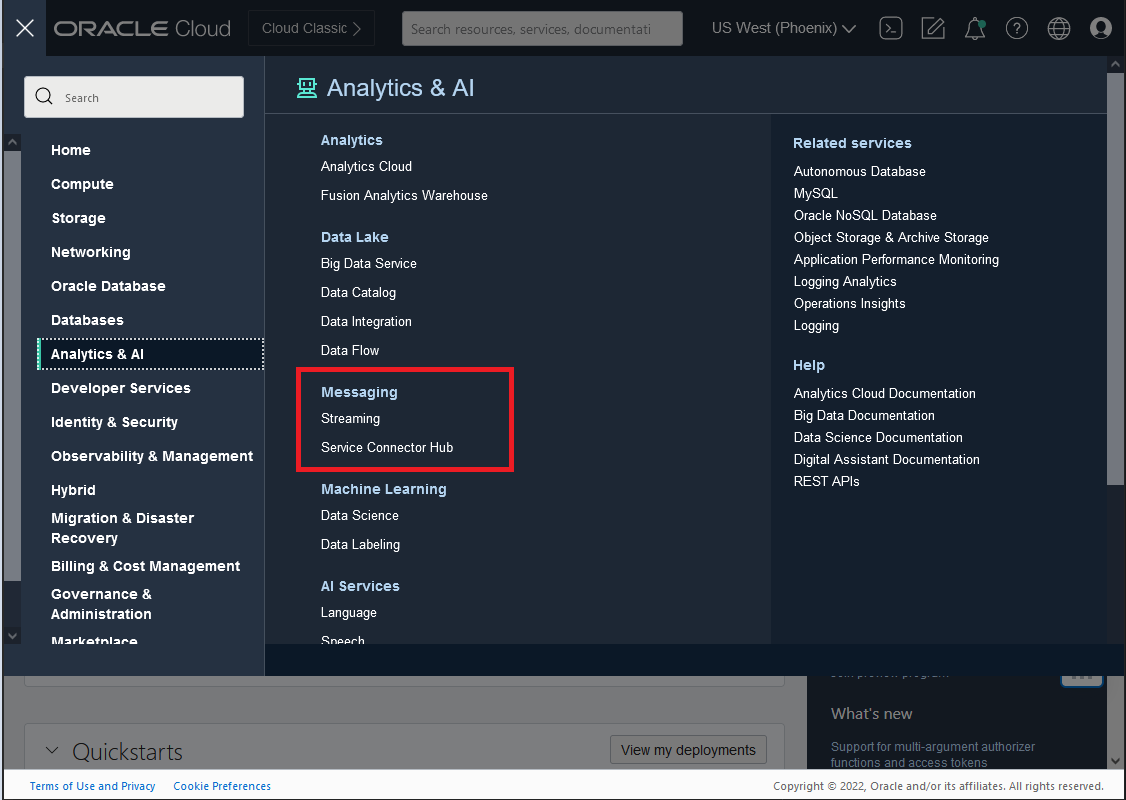 ORACLE Cloud
Cloud Classic
Search resources, services, documentati
US West (Phoenix)
Search
Home
Compute
Storage
Networking
Oracle Database
Databases
Analytics & AI
Developer Services
Identity & Security
Observability & Management
Hybrid
Migration & Disaster
Recovery
Billing & Cost Management
Governance &
Administration
Marketplace
Analytics & AI
Analytics
Analytics Cloud
Fusion Analytics Warehouse
Data Lake
Big Data Service
Data Catalog
Data Integration
Data Flow
Messaging
Streaming
Service Connector Hub
Machine Learning
Data Science
Data Labeling
AI Services
Language
Speech
Related services
Autonomous Database
MySQL
Oracle NoSQL Database
Object Storage & Archive Storage
Application Performance Monitoring
Logging Analytics
Operations Insights
Logging
Help
Analytics Cloud Documentation
Big Data Documentation
Data Science Documentation
Digital Assistant Documentation
REST APIs
Quickstarts
View my deployments
Join preview program
What's new
Support for multi-argument authorizer
functions and access tokens
Terms of Use and Privacy
Cookie Preferences
Copyright © 2022, Oracle and/or its affiliates. All rights reserved.